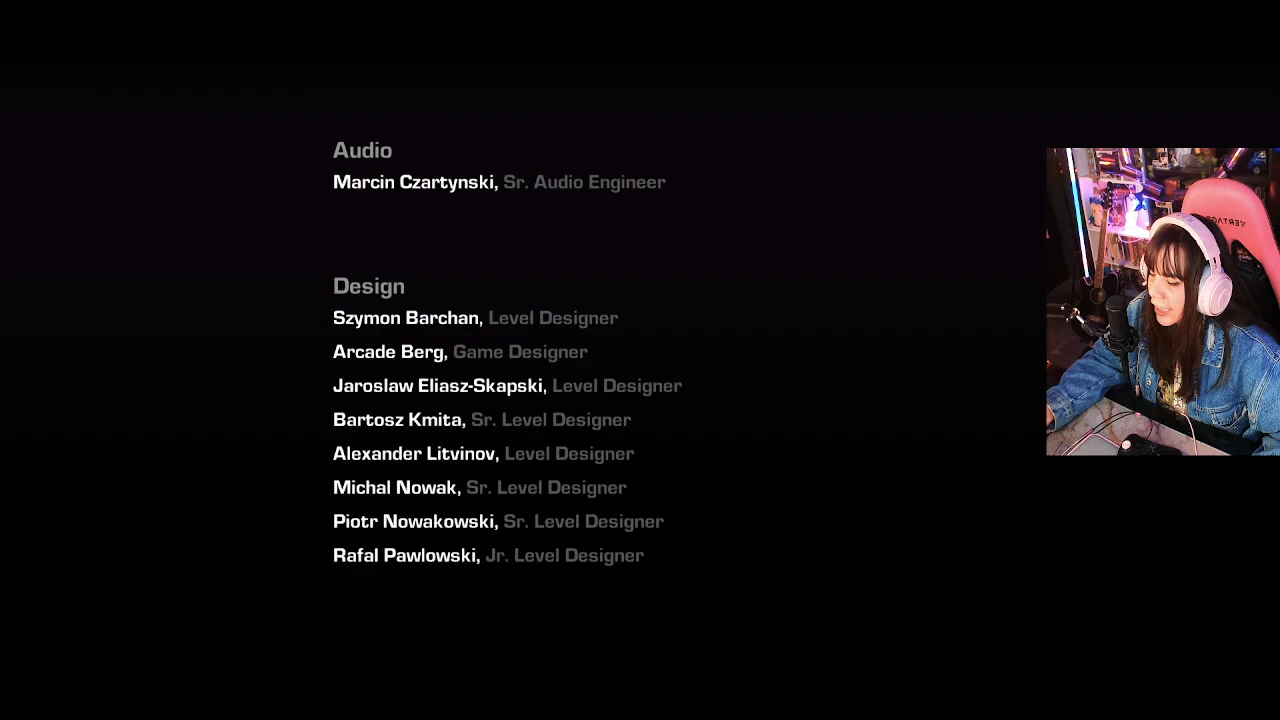 Audio
Marcin Czartynski, Sr. Audio Engineer
Design
Szymon Barchan, Level Designer
Arcade Berg, Game Designer
Jaroslaw Eliasz-Skapski, Level Designer
Bartosz Kmita, Sr. Level Designer
Alexander Litvinov, Level Designer
Michal Nowak, Sr. Level Designer
Piotr Nowakowski, Sr. Level Designer
Rafal Pawlowski, Jr. Level Designer